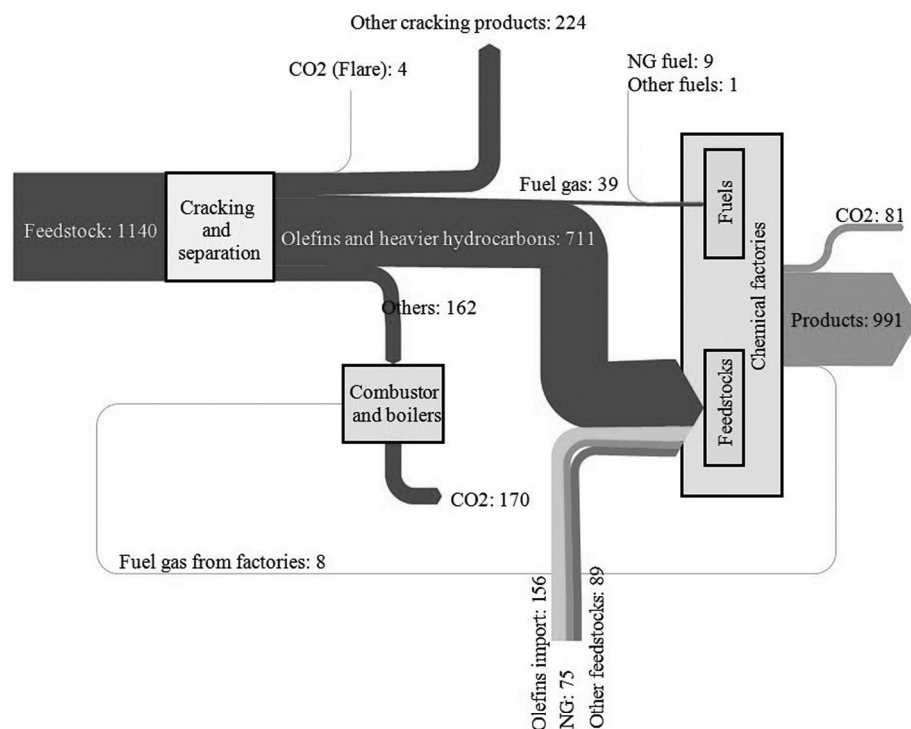 Other cracking products: 224
CO2 (Flare): 4
NG fuel: 9
Other fuels: 1
Fuel gas: 39
Fuels
CO2: 81
Feedstock: 1140
Cracking
and
separation
Olefins and heavier hydrocarbons: 711
Chemical factories
Products: 991
Others: 162
Combustor
and boilers
Feedstocks
CO2: 170
Fuel gas from factories: 8
Olefins import: 156
NG: 75
Other feedstocks: 89